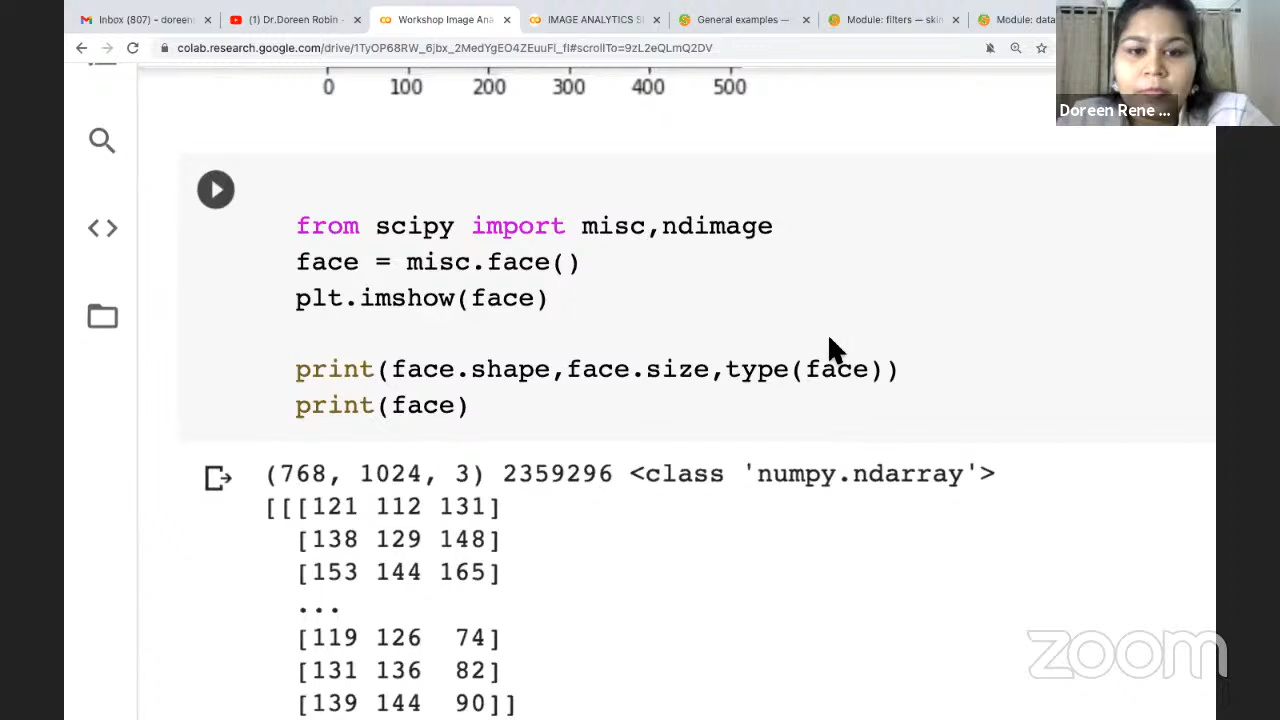 Inbox (807) - doreen
(1) Dr.Doreen Robin -
Workshop Image Ana
IMAGE ANALYTICS S
General examples —
Module: filters — skin
Module: data
colab.research.google.com/drive/1TyOP68RW_6jbx_2MedYgEO4ZEuuFl_fl#scrollTo=9zL2eQLmQ2DV
Doreen Rene ...
0 100 200 300 400 500
from scipy import misc,ndimage
face = misc.face()
plt.imshow(face)
print(face.shape,face.size,type(face))
print(face)
(768, 1024, 3) 2359296 <class 'numpy.ndarray'>
[[[121 112 131]
[138 129 148]
[153 144 165]
...
[119 126 74]
[131 136 82]
[139 144 90]]
zoom